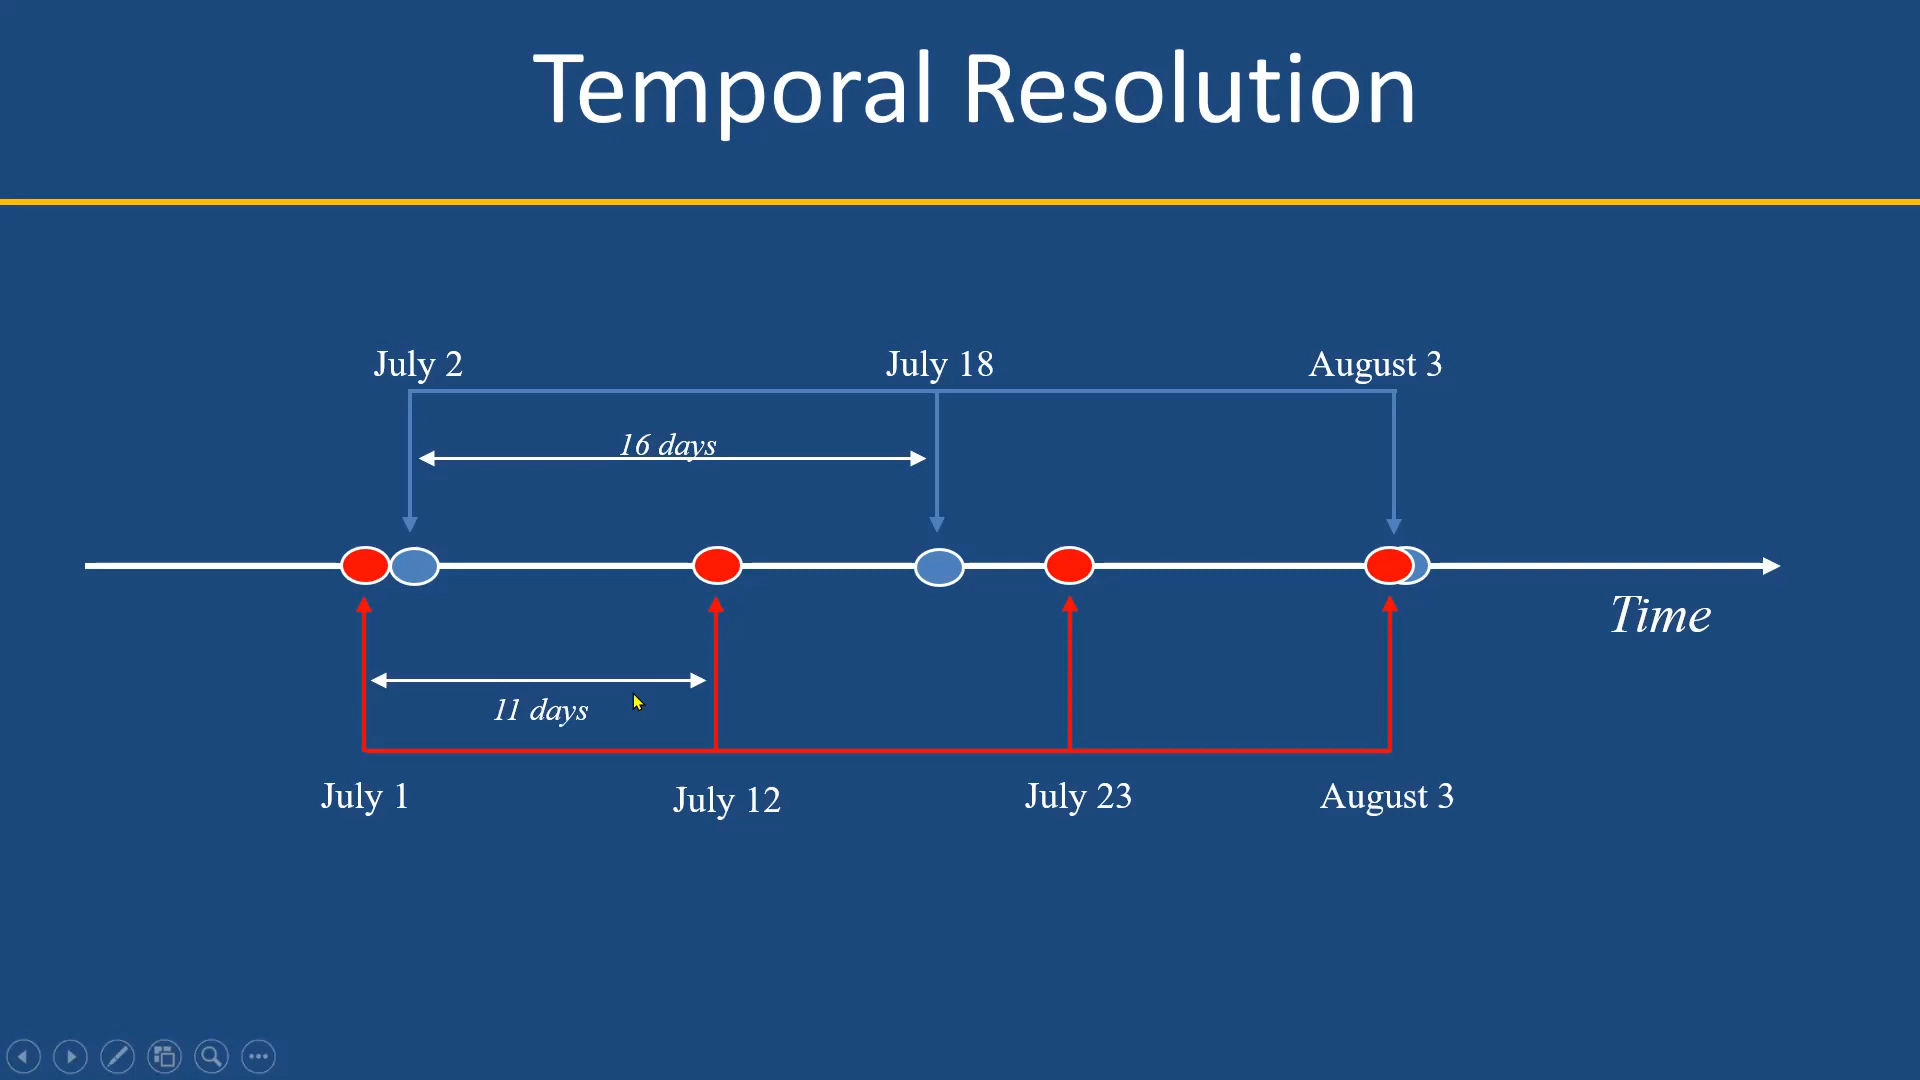 Temporal Resolution
July 2
July 18
August 3
16 days
Time
11 days
July 1
July 12
July 23
August 3